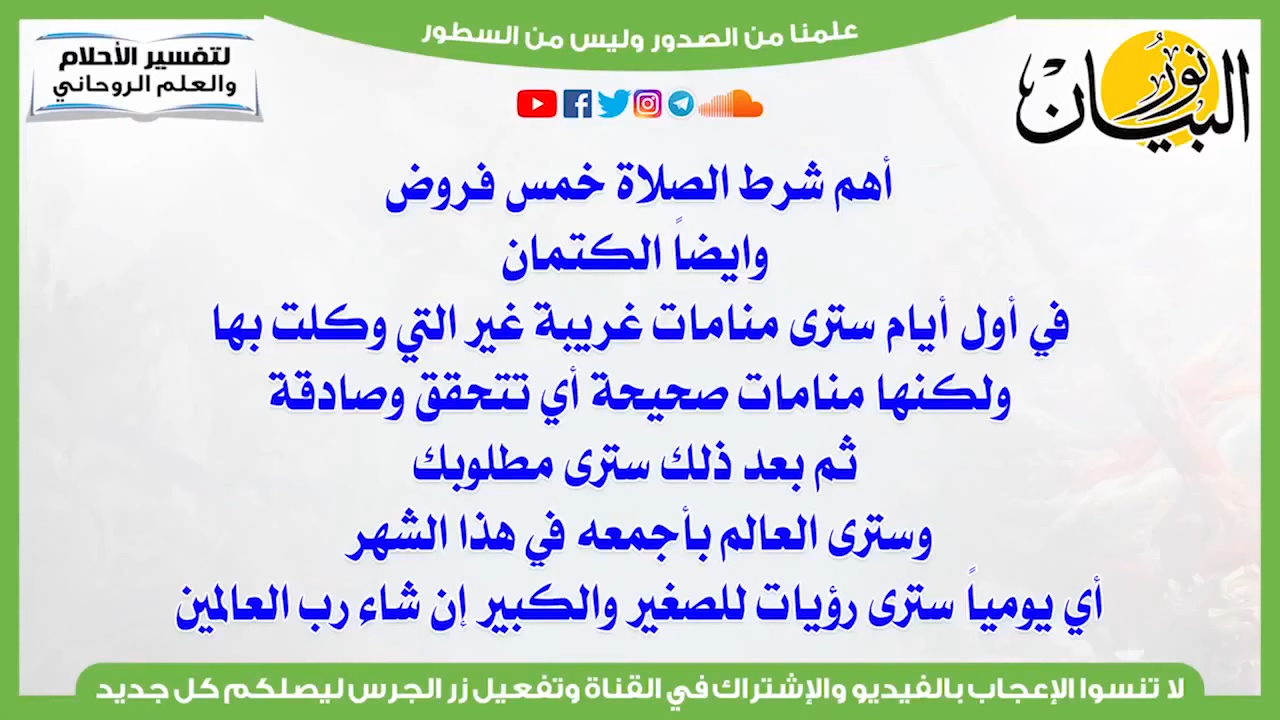 علمنا من الصدور وليس من السطور
لتفسير الأحلام
والعلم الروحاني
نور البيان
أهم شرط الصلاة خمس فروض
وايضاً الكتمان
في أول أيام سترى منامات غريبة غير التي وكلت بها
ولكنها منامات صحيحة أي تتحقق وصادقة
ثم بعد ذلك سترى مطلوبك
وسترى العالم بأجمعه في هذا الشهر
أي يومياً سترى رؤيات للصغير والكبير إن شاء رب العالمين
لا تنسوا الإعجاب بالفيديو والإشتراك في القناة وتفعيل زر الجرس ليصلكم كل جديد